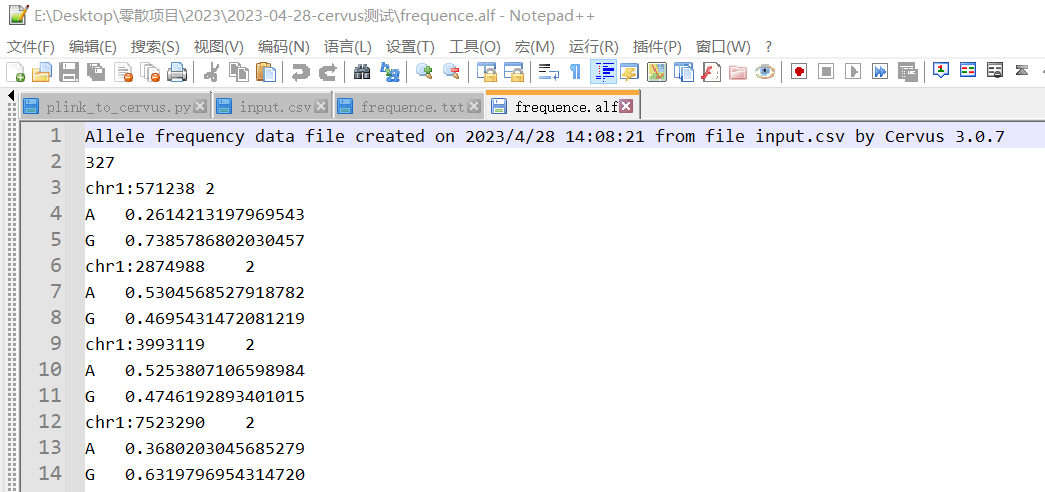 E:\Desktop\零散项目\2023\2023-04-28-cervus测试\frequence.alf - Notepad++
文件(F) 编辑(E) 搜索(S) 视图(V) 编码(N) 语言(L) 设置(T) 工具(O) 宏(M) 运行(R) 插件(P) 窗口(W) ?
plink_to_cervus.py input.csv frequence.txt frequence.alf
1 Allele frequency data file created on 2023/4/28 14:08:21 from file input.csv by Cervus 3.0.7
2 327
3 chr1:571238 2
4 A 0.2614213197969543
5 G 0.7385786802030457
6 chr1:2874988 2
7 A 0.5304568527918782
8 G 0.4695431472081219
9 chr1:3993119 2
10 A 0.5253807106598984
11 G 0.4746192893401015
12 chr1:7523290 2
13 A 0.3680203045685279
14 G 0.6319796954314720